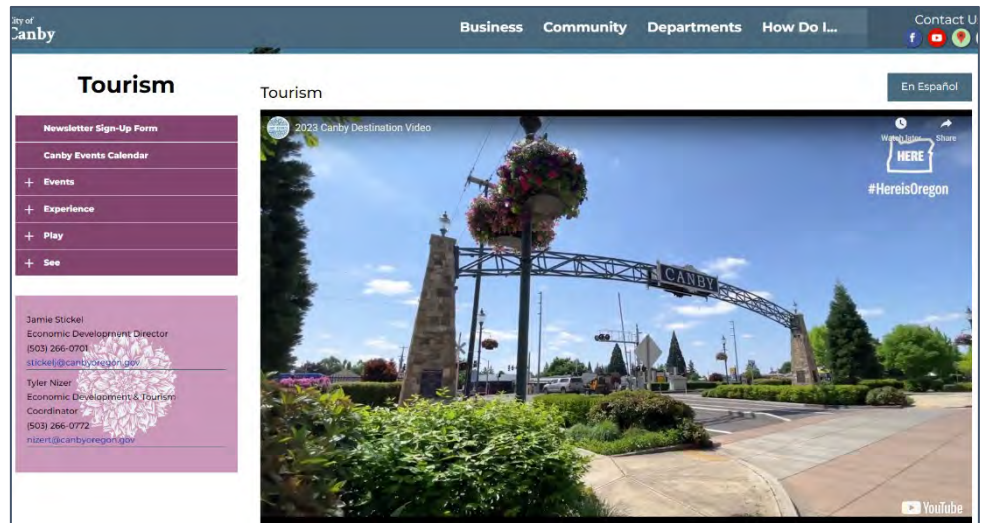 City of
Canby
Business Community Departments How Do I...
Contact U
Tourism
Newsletter Sign-Up Form
Canby Events Calendar
+ Events
+ Experience
+ Play
+ See
Jamie Stickel
Economic Development Director
(503) 266-0701
stickelj@canbyoregon.gov
Tyler Nizer
Economic Development & Tourism
Coordinator
(503) 266-0772
nizert@canbyoregon.gov
Tourism
En Español
2023 Canby Destination Video
Watch later Share
HERE
#HereisOregon
CANBY
YouTube